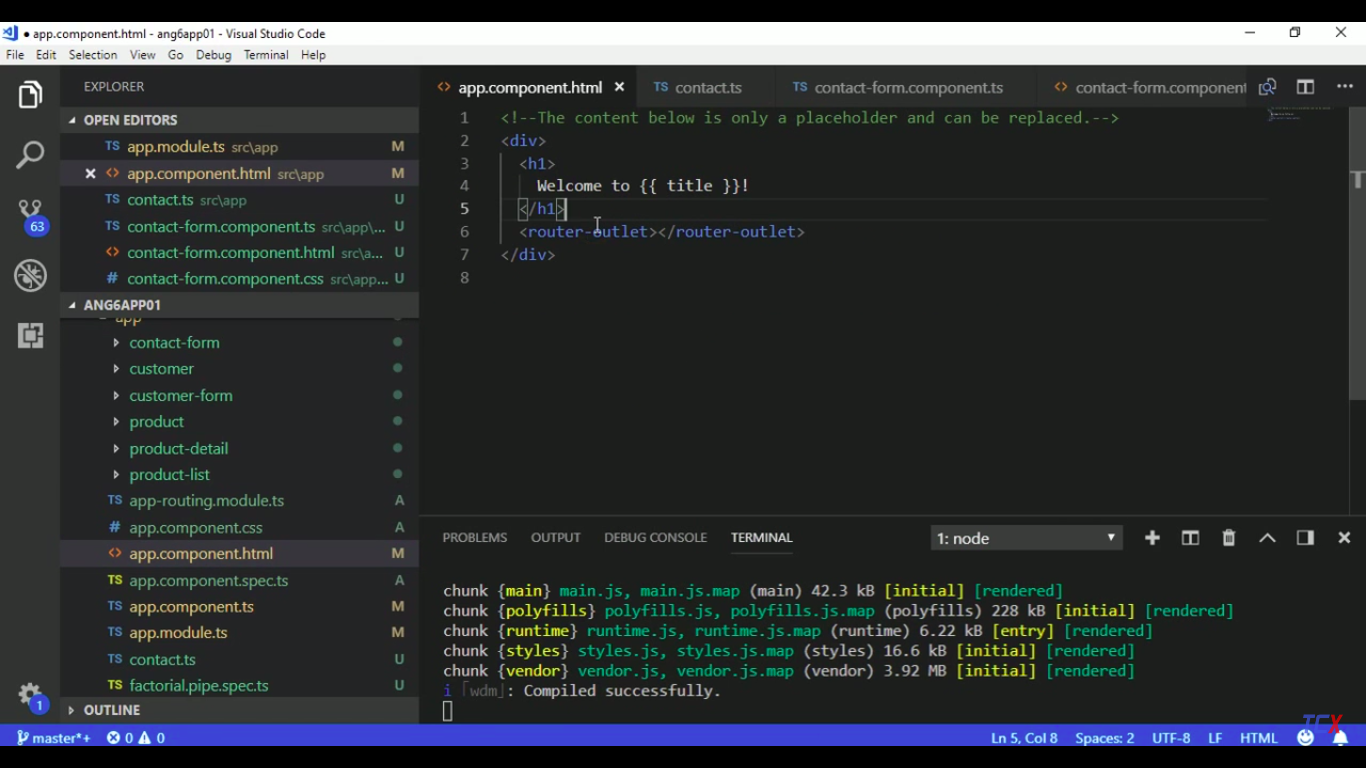 app.component.html - ang6app01 - Visual Studio Code
File Edit Selection View Go Debug Terminal Help
EXPLORER
OPEN EDITORS
TS app.module.ts src\app M
<> app.component.html src\app M
TS contact.ts src\app U
TS contact-form.component.ts src\app\... U
<> contact-form.component.html src\a... U
# contact-form.component.css src\app... U
ANG6APP01
app
contact-form
customer
customer-form
product
product-detail
product-list
TS app-routing.module.ts A
# app.component.css A
<> app.component.html M
TS app.component.spec.ts A
TS app.component.ts M
TS app.module.ts M
TS contact.ts U
TS factorial.pipe.spec.ts U
OUTLINE
63
1
<> app.component.html TS contact.ts TS contact-form.component.ts <> contact-form.component
1 <!--The content below is only a placeholder and can be replaced.-->
2 <div>
3 <h1>
4 Welcome to {{ title }}!
5 </h1>
6 <router-outlet></router-outlet>
7 </div>
8
PROBLEMS OUTPUT DEBUG CONSOLE TERMINAL 1: node
chunk {main} main.js, main.js.map (main) 42.3 kB [initial] [rendered]
chunk {polyfills} polyfills.js, polyfills.js.map (polyfills) 228 kB [initial] [rendered]
chunk {runtime} runtime.js, runtime.js.map (runtime) 6.22 kB [entry] [rendered]
chunk {styles} styles.js, styles.js.map (styles) 16.6 kB [initial] [rendered]
chunk {vendor} vendor.js, vendor.js.map (vendor) 3.92 MB [initial] [rendered]
i ｢wdm｣: Compiled successfully.
TCX
master*+ 0 0 Ln 5, Col 8 Spaces: 2 UTF-8 LF HTML